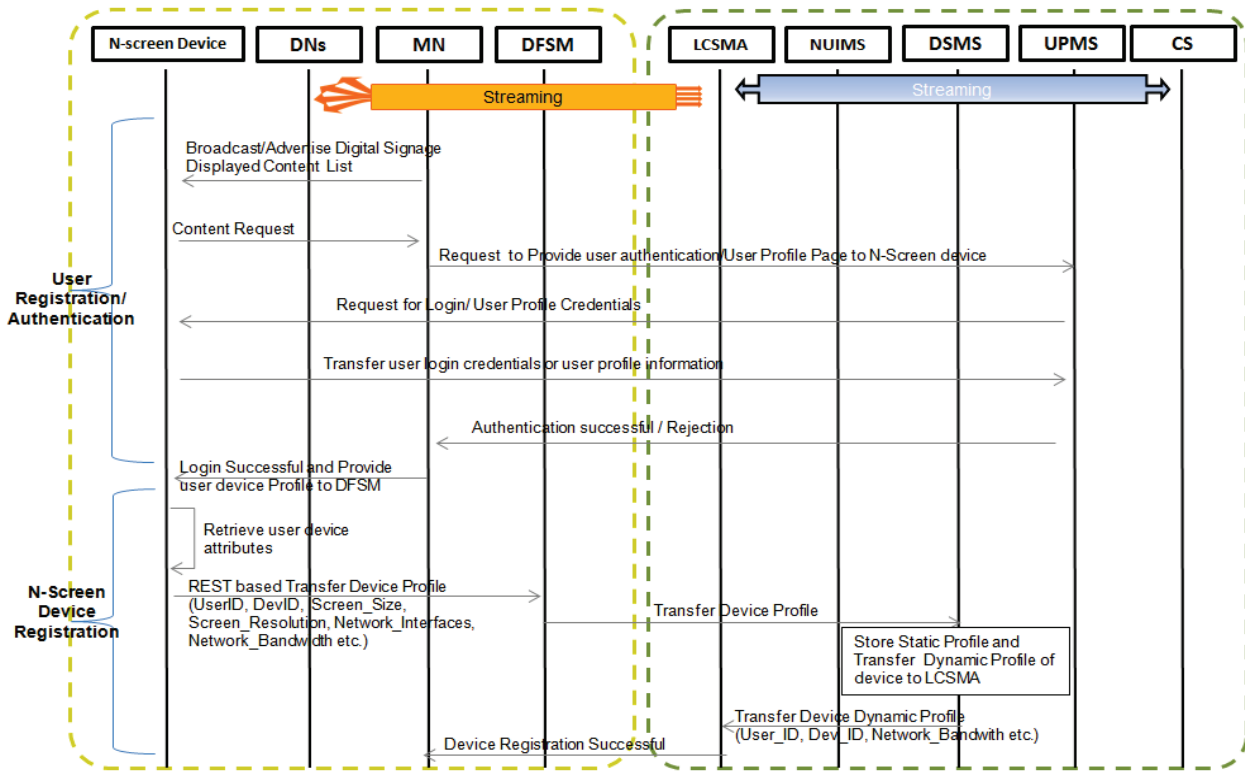 N-screen Device
DNs
MN
DFSM
LCSMA
NUIMS
DSMS
UPMS
CS
Streaming
Streaming
Broadcast/Advertise Digital Signage
Displayed Content List
Content Request
Request to Provide user authentication/User Profile Page to N-Screen device
User
Registration/
Authentication
Request for Login/ User Profile Credentials
Transfer user login credentials or user profile information
Authentication successful / Rejection
Login Successful and Provide
user device Profile to DFSM
Retrieve user device
attributes
N-Screen
Device
Registration
REST based Transfer Device Profile
(UserID, DevID, Screen_Size,
Screen_Resolution, Network_Interfaces,
Network_Bandwidth etc.)
Transfer Device Profile
Store Static Profile and
Transfer Dynamic Profile of
device to LCSMA
Transfer Device Dynamic Profile
(User_ID, Dev_ID, Network_Bandwith etc.)
Device Registration Successful